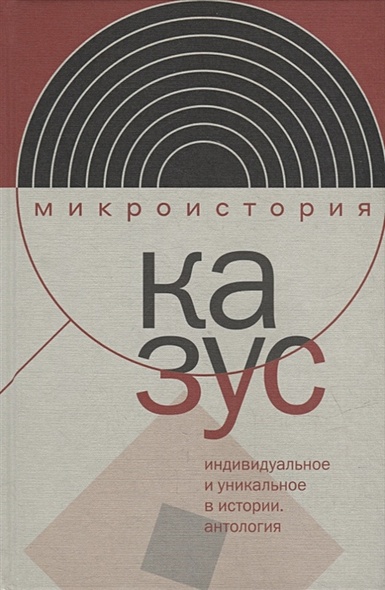 микроистория
ка
зус
индивидуальное
и уникальное
в истории.
антология